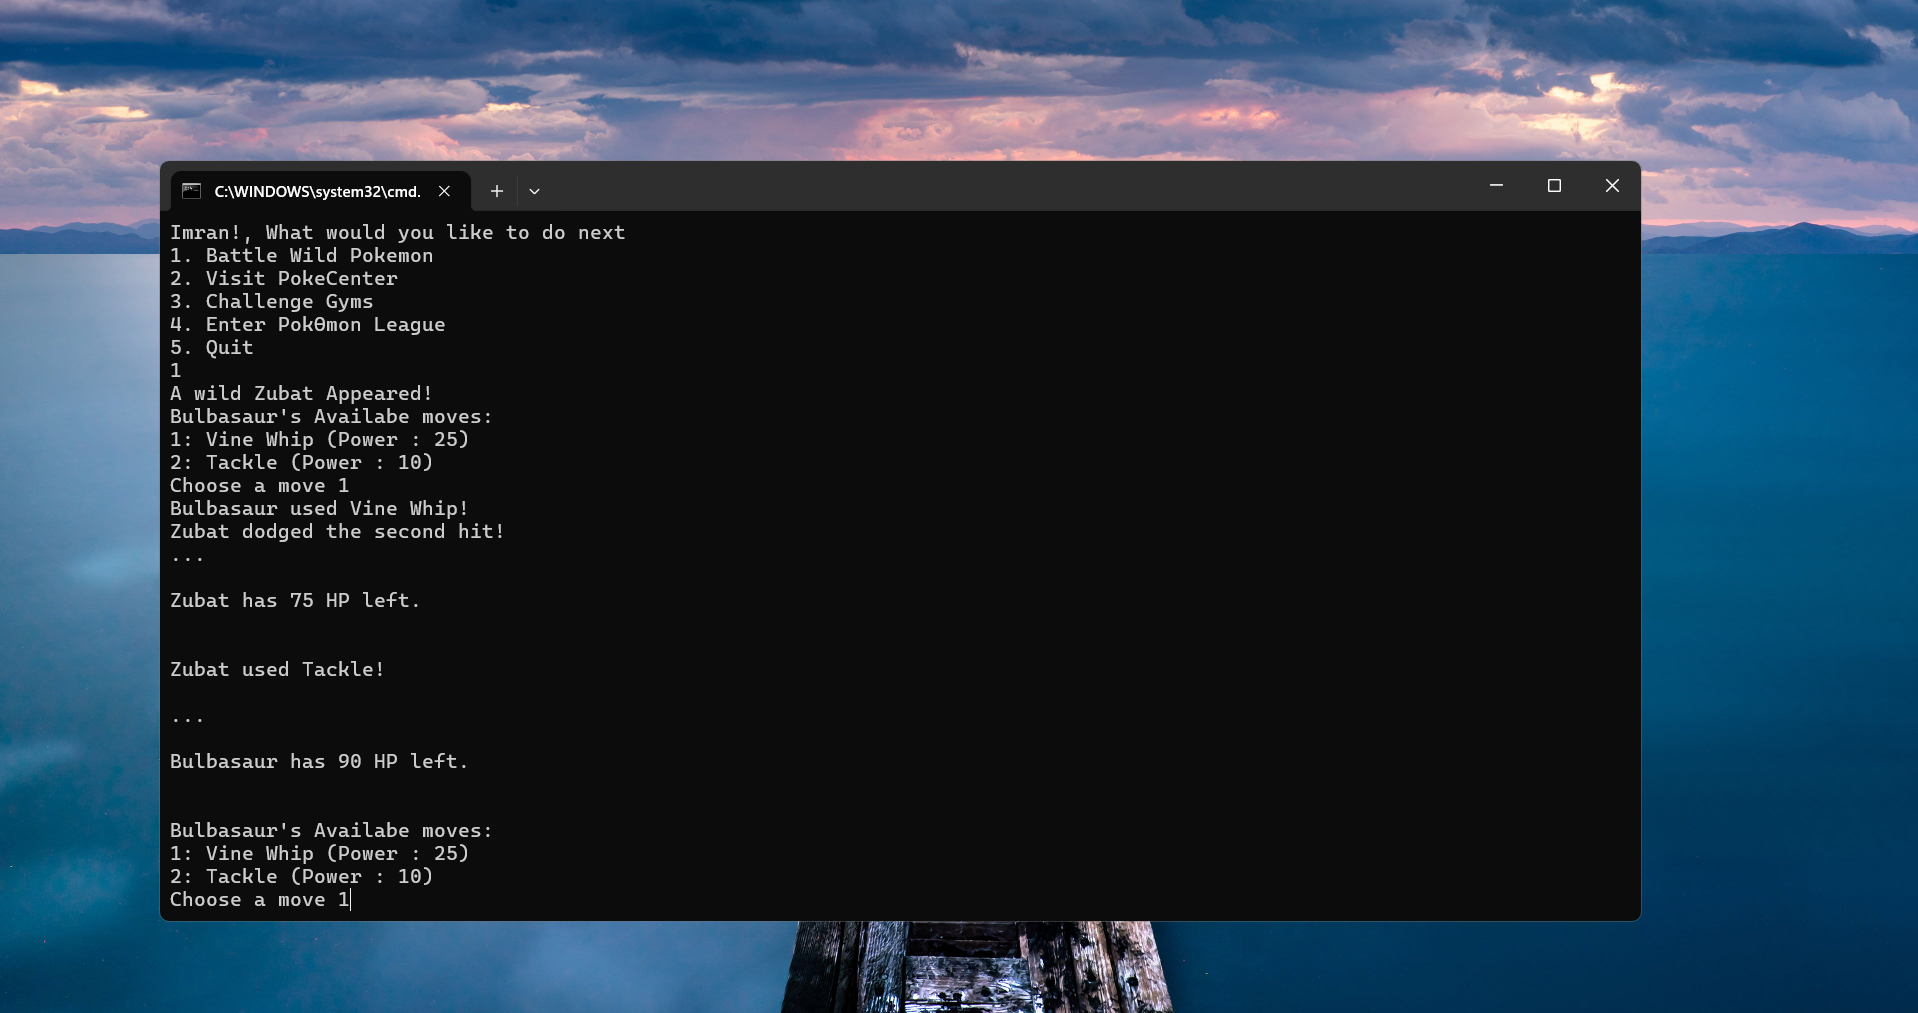 C:\WINDOWS\system32\cmd.
Imran!, What would you like to do next
1. Battle Wild Pokemon
2. Visit PokeCenter
3. Challenge Gyms
4. Enter PokΘmon League
5. Quit
1
A wild Zubat Appeared!
Bulbasaur's Availabe moves:
1: Vine Whip (Power : 25)
2: Tackle (Power : 10)
Choose a move 1
Bulbasaur used Vine Whip!
Zubat dodged the second hit!
...
Zubat has 75 HP left.
Zubat used Tackle!
...
Bulbasaur has 90 HP left.
Bulbasaur's Availabe moves:
1: Vine Whip (Power : 25)
2: Tackle (Power : 10)
Choose a move 1